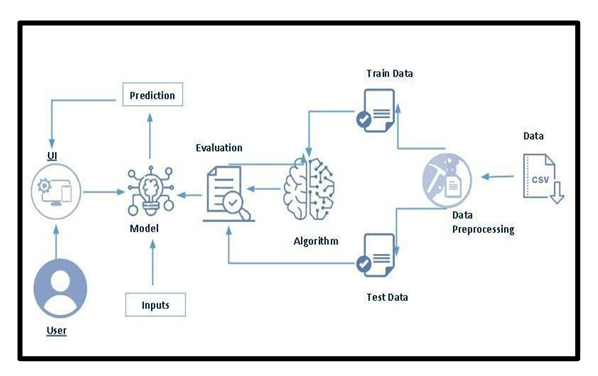 Train Data
Prediction
Data
Evaluation
UI
CSV
Model
Algorithm
Data
Preprocessing
Test Data
Inputs
User